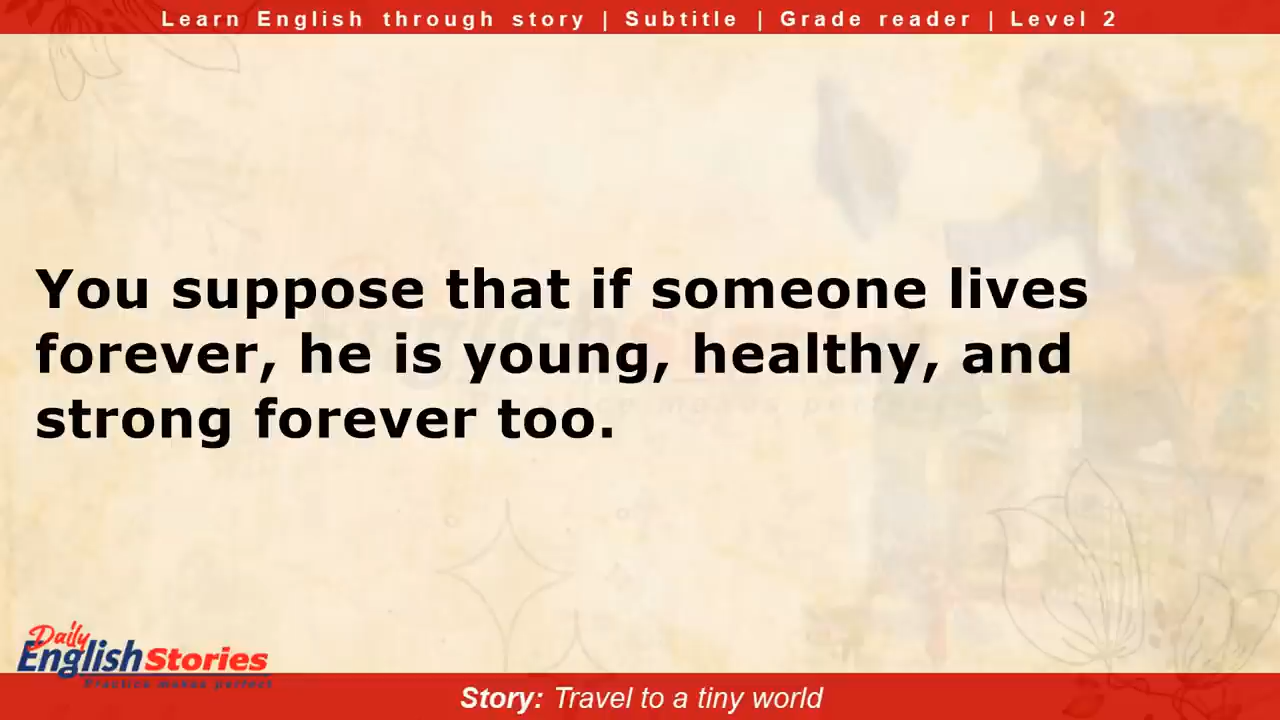 Learn English through story | Subtitle | Grade reader | Level 2
You suppose that if someone lives
forever, he is young, healthy, and
strong forever too.
Daily
English Stories
Practice makes perfect
Story: Travel to a tiny world